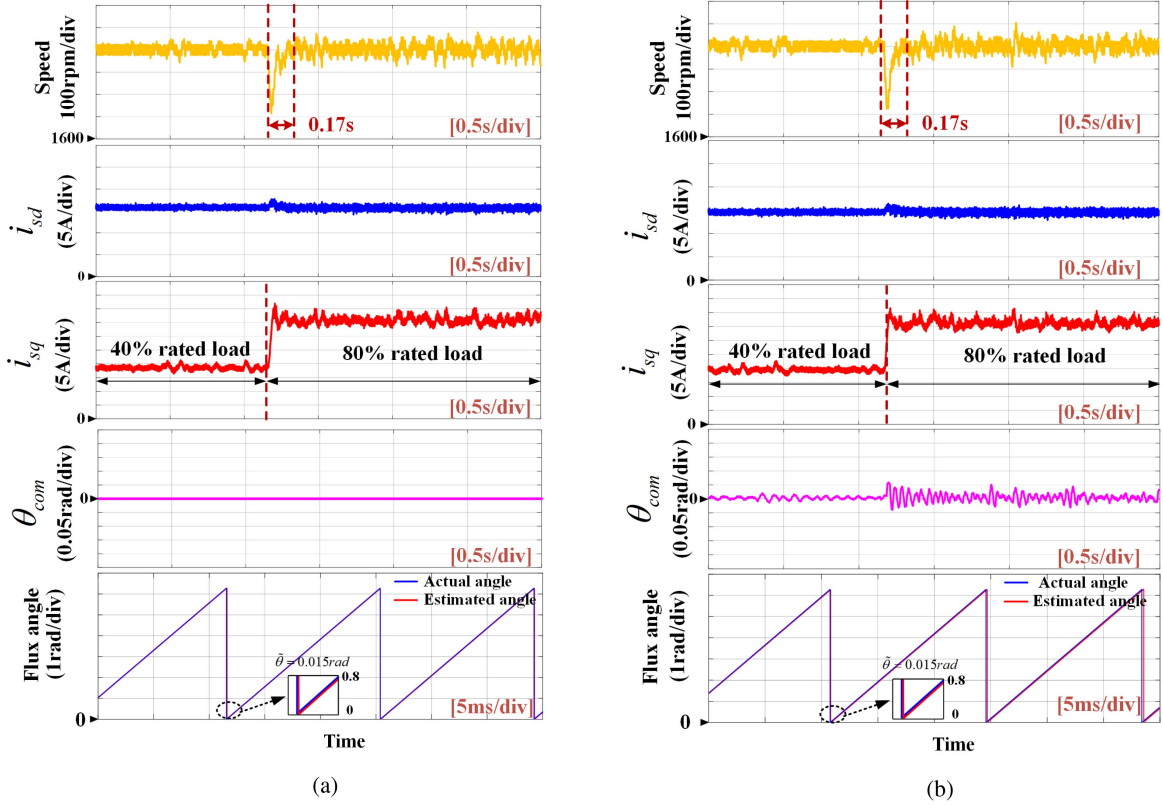 Speed
100rpm/div
1600
0.17s
[0.5s/div]
i_sd
(5A/div)
0
[0.5s/div]
i_sq
(5A/div)
40% rated load
80% rated load
0
[0.5s/div]
θ_com
(0.05rad/div)
0
[0.5s/div]
Flux angle
(1rad/div)
Actual angle
Estimated angle
θ̃ = 0.015rad
0.8
0
0
[5ms/div]
Time
(a)
Speed
100rpm/div
1600
0.17s
[0.5s/div]
i_sd
(5A/div)
0
[0.5s/div]
i_sq
(5A/div)
40% rated load
80% rated load
0
[0.5s/div]
θ_com
(0.05rad/div)
0
[0.5s/div]
Flux angle
(1rad/div)
Actual angle
Estimated angle
θ̃ = 0.015rad
0.8
0
0
[5ms/div]
Time
(b)